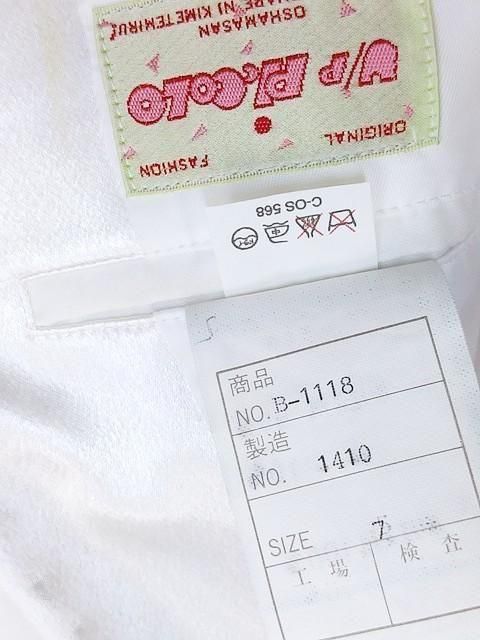 OSHAMASAN
SHARE NI KIMETEMIRU
U/P PiCCOLO
ORIGINAL
FASHION
C-OS 568
商品
NO. B-1118
製造
NO. 1410
SIZE 7
工場 検査